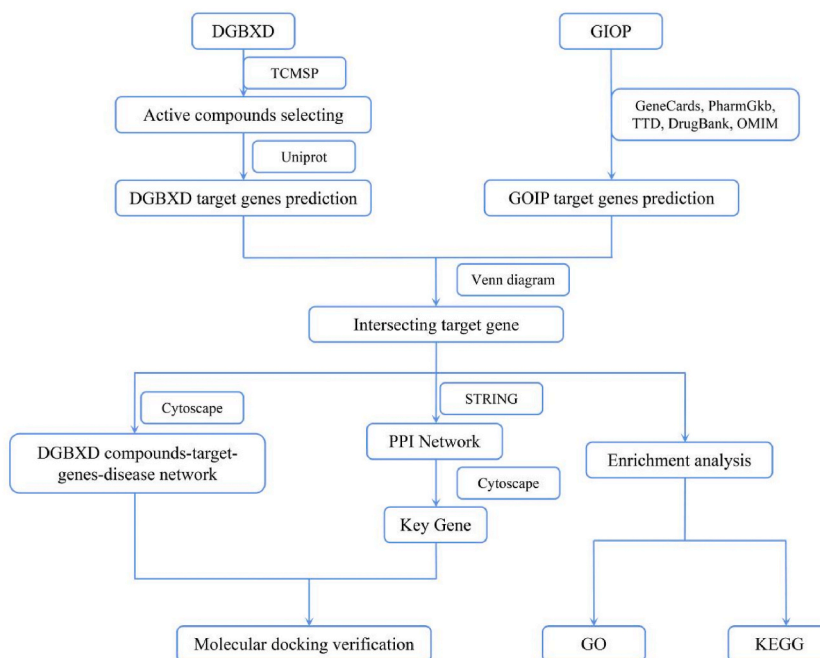 DGBXD
GIOP
TCMSP
GeneCards, PharmGkb,
TTD, DrugBank, OMIM
Active compounds selecting
Uniprot
DGBXD target genes prediction
GOIP target genes prediction
Venn diagram
Intersecting target gene
Cytoscape
STRING
DGBXD compounds-target-
genes-disease network
PPI Network
Enrichment analysis
Cytoscape
Key Gene
Molecular docking verification
GO
KEGG